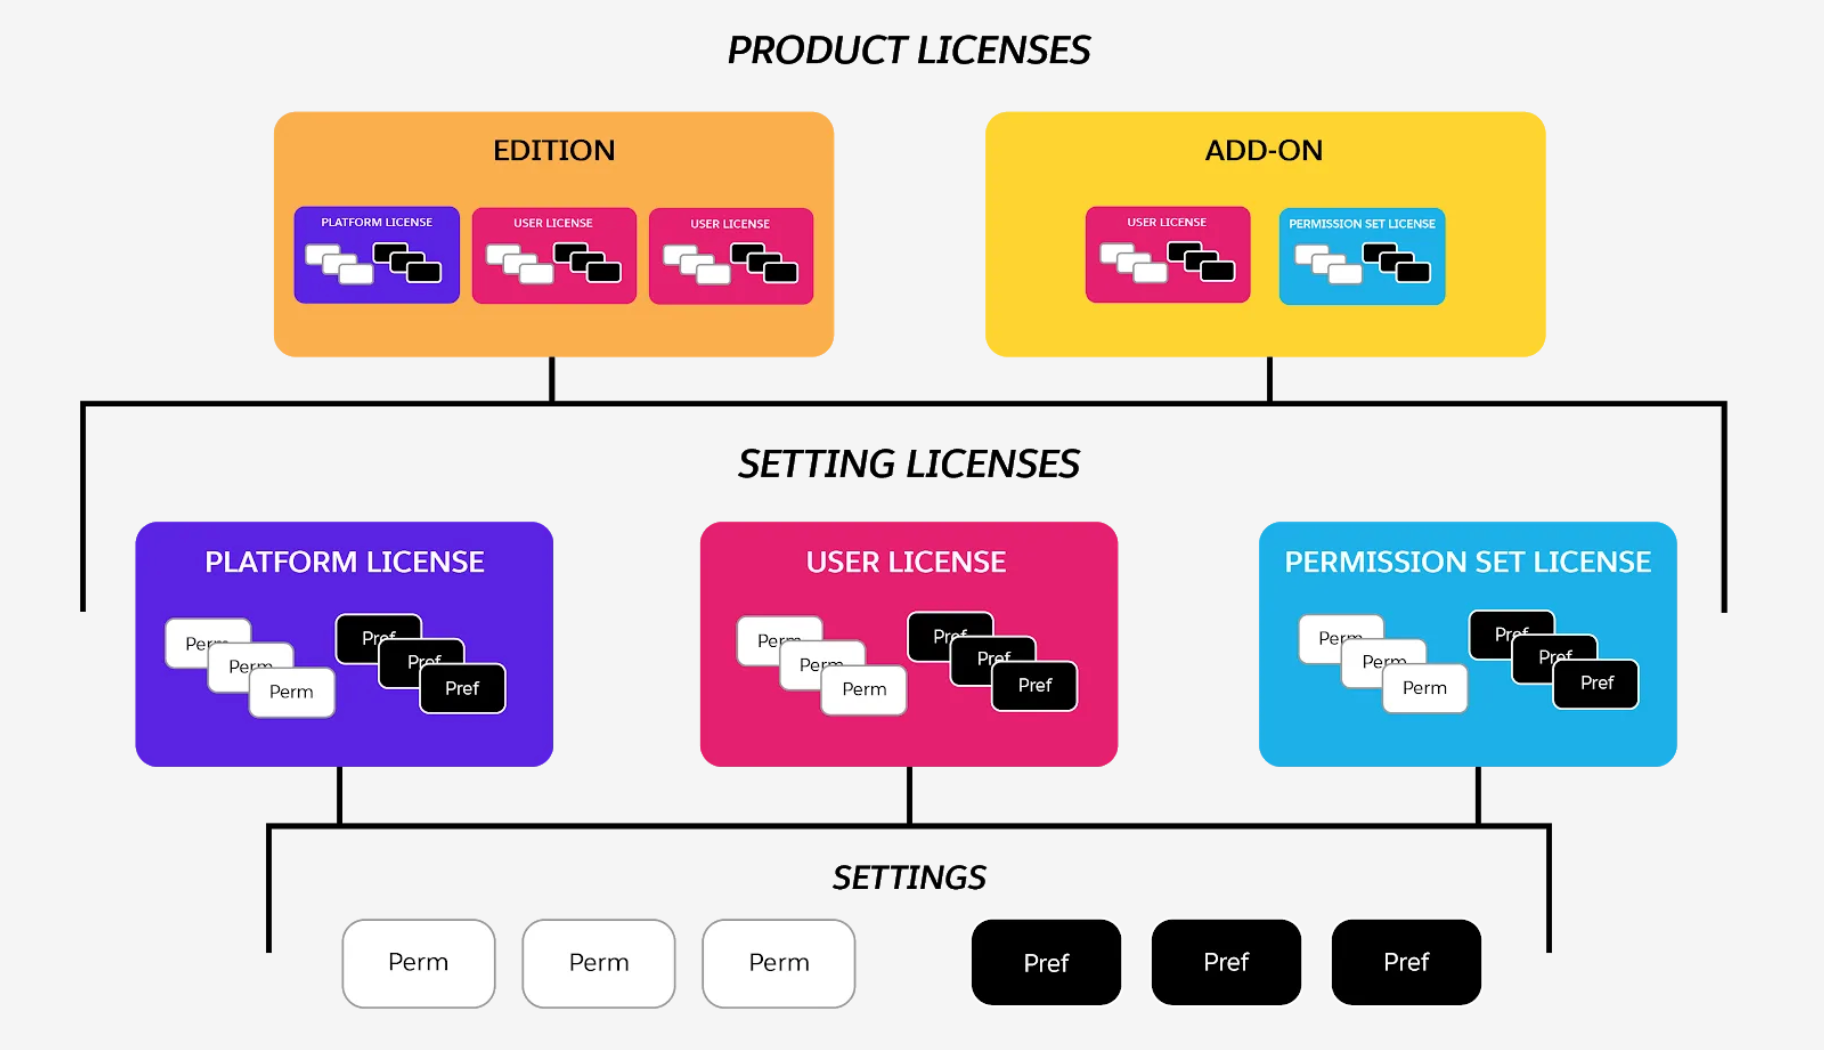 PRODUCT LICENSES
EDITION
PLATFORM LICENSE
USER LICENSE
USER LICENSE
ADD-ON
USER LICENSE
PERMISSION SET LICENSE
SETTING LICENSES
PLATFORM LICENSE
Perm
Perm
Perm
Pref
Pref
Pref
USER LICENSE
Perm
Perm
Perm
Pref
Pref
Pref
PERMISSION SET LICENSE
Perm
Perm
Perm
Pref
Pref
Pref
SETTINGS
Perm
Perm
Perm
Pref
Pref
Pref